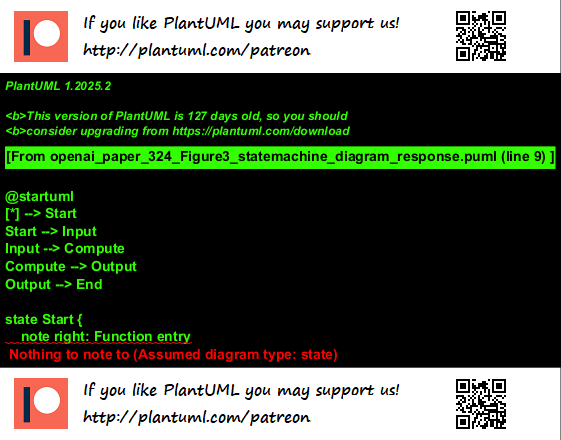 If you like PlantUML you may support us!
http://plantuml.com/patreon
PlantUML 1.2025.2
<b>This version of PlantUML is 127 days old, so you should
<b>consider upgrading from https://plantuml.com/download
[From openai_paper_324_Figure3_statemachine_diagram_response.puml (line 9) ]
@startuml
[*] --> Start
Start --> Input
Input --> Compute
Compute --> Output
Output --> End
state Start {
note right: Function entry
Nothing to note to (Assumed diagram type: state)
If you like PlantUML you may support us!
http://plantuml.com/patreon